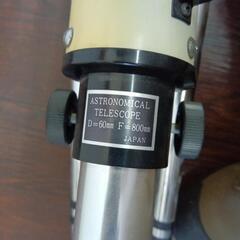 ASTRONOMICAL
TELESCOPE
D=60mm F=800mm
JAPAN